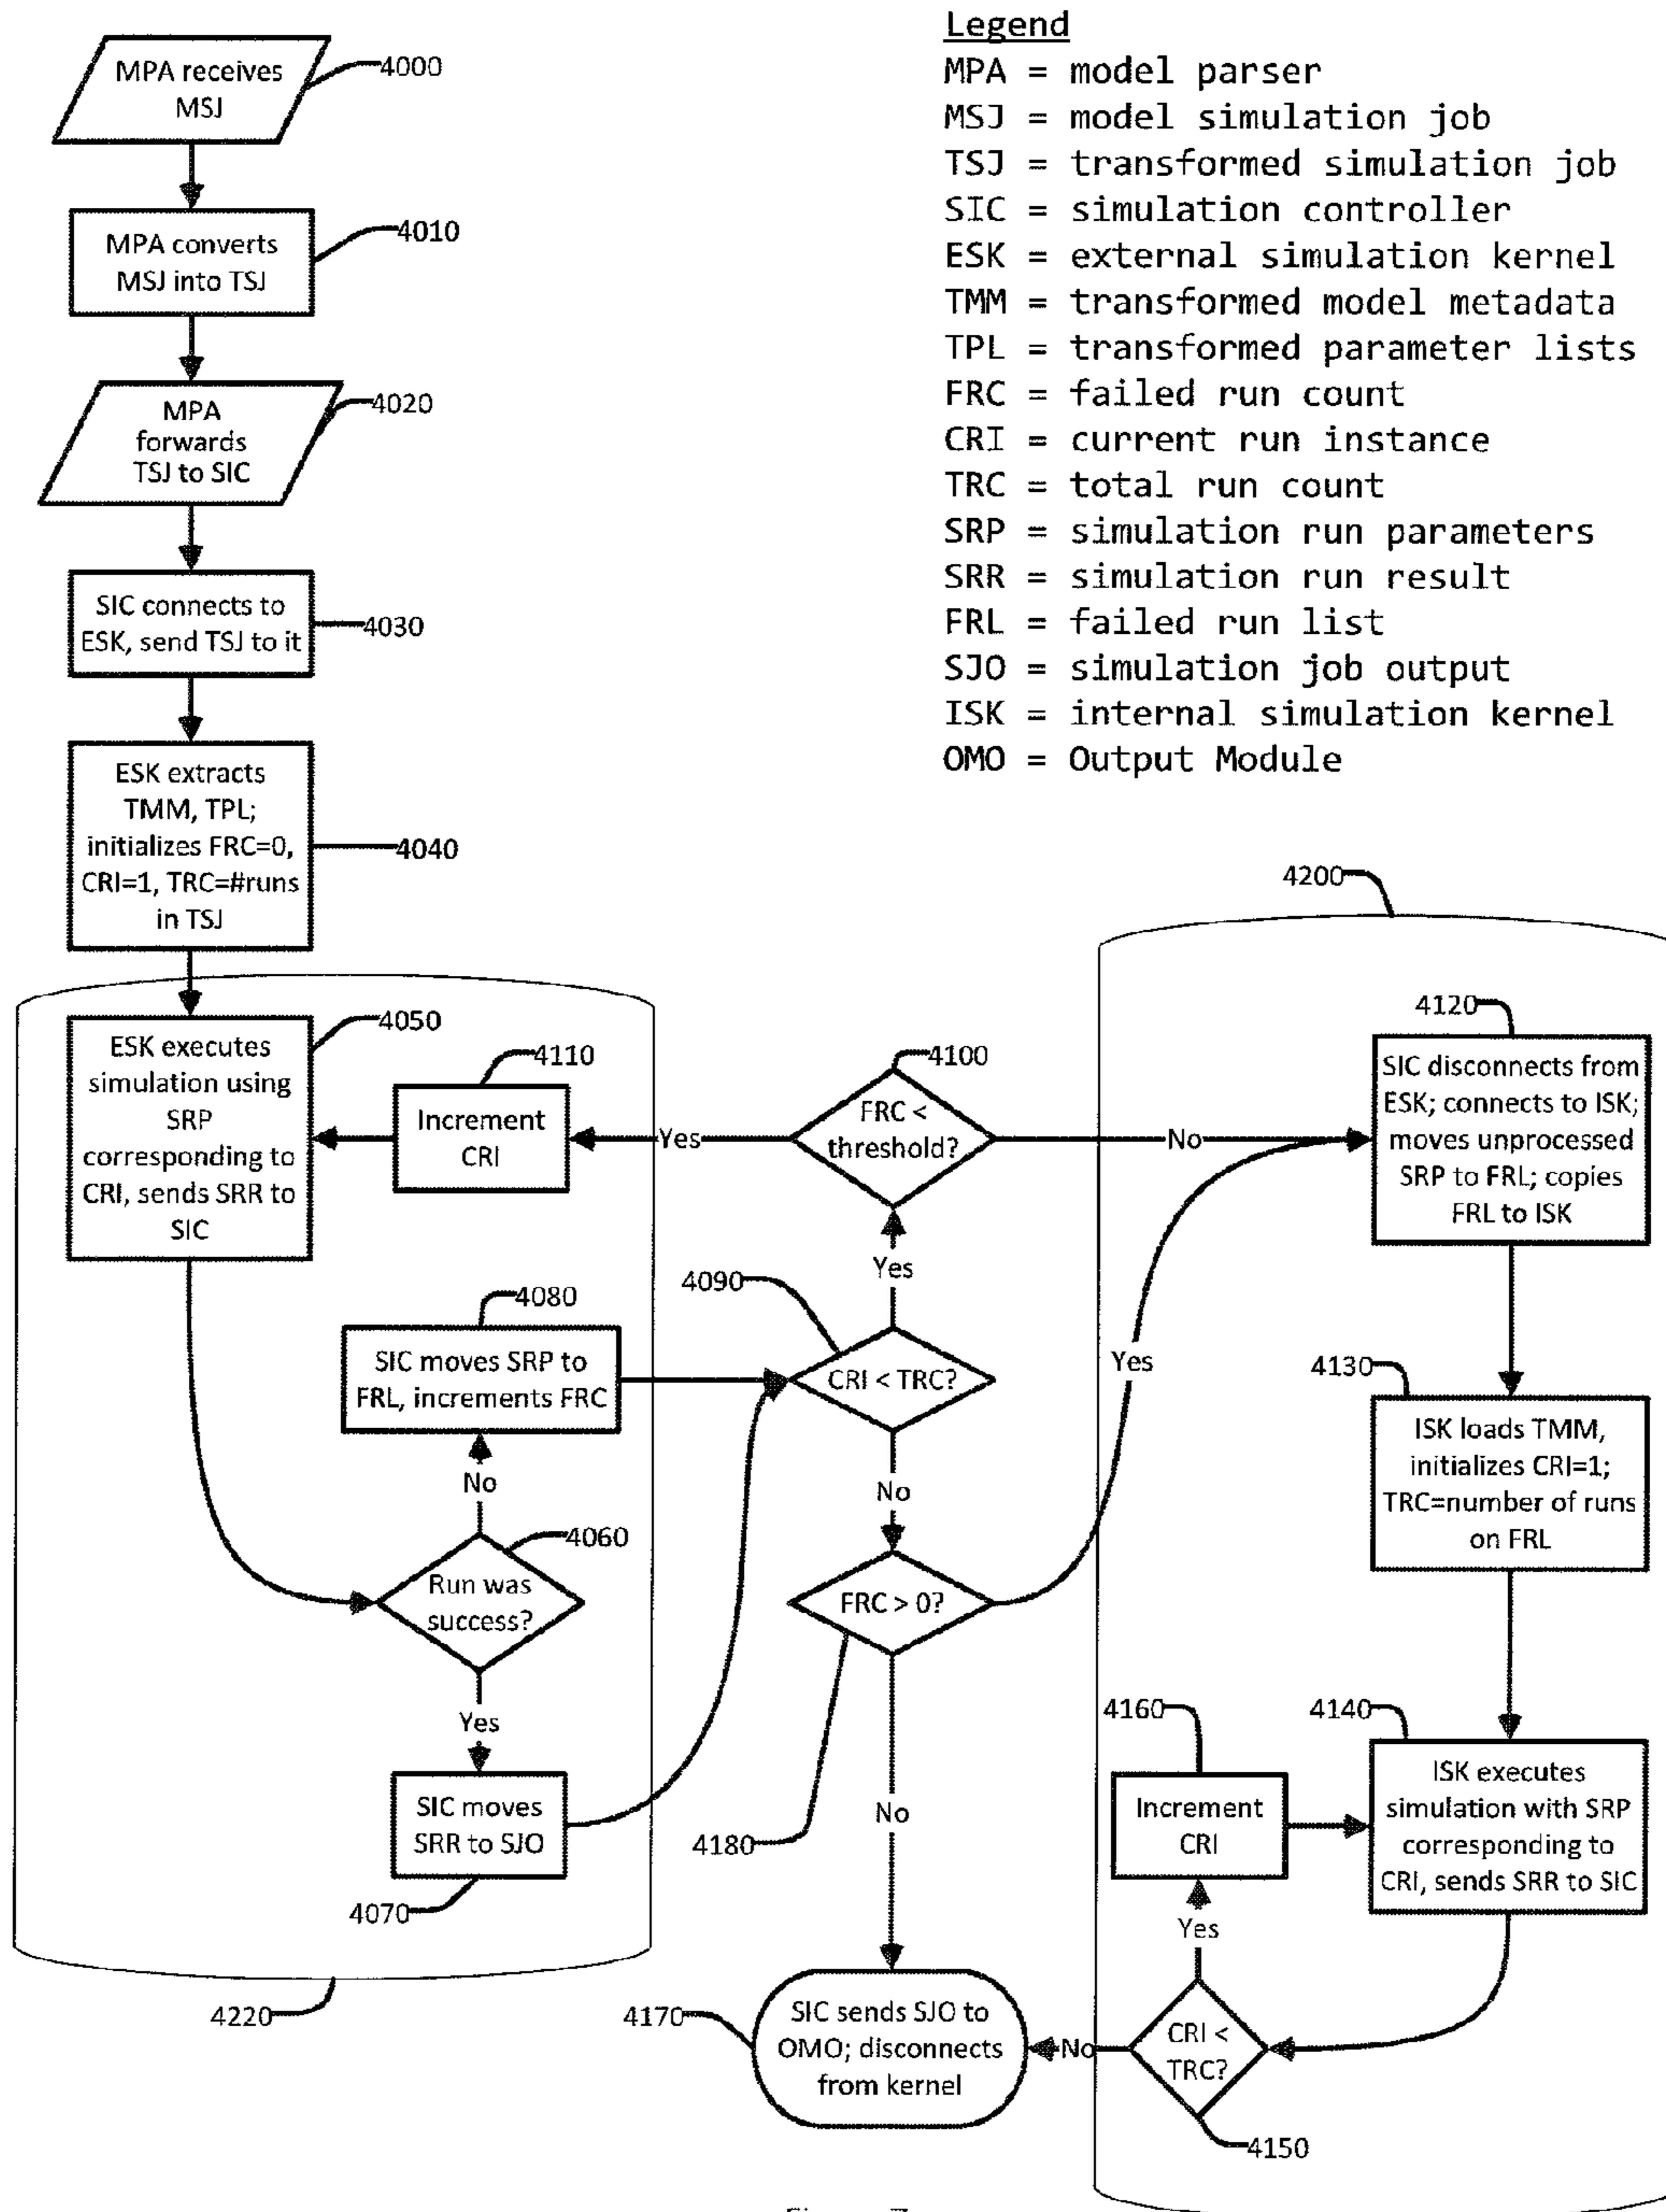 Legend
MPA = model parser
MSJ = model simulation job
TSJ = transformed simulation job
SIC = simulation controller
ESK = external simulation kernel
TMM = transformed model metadata
TPL = transformed parameter lists
FRC = failed run count
CRI = current run instance
TRC = total run count
SRP = simulation run parameters
SRR = simulation run result
FRL = failed run list
SJO = simulation job output
ISK = internal simulation kernel
OMO = Output Module
MPA receives
MSJ
4000
MPA converts
MSJ into TSJ
4010
MPA
forwards
TSJ to SIC
4020
SIC connects to
ESK, send TSJ to it
4030
ESK extracts
TMM, TPL;
initializes FRC=0,
CRI=1, TRC=#runs
in TSJ
4040
ESK executes
simulation using
SRP
corresponding to
CRI, sends SRR to
SIC
4050
4110
Increment
CRI
Yes
4100
FRC <
threshold?
No
Yes
4080
SIC moves SRP to
FRL, increments FRC
No
4060
Run was
success?
Yes
SIC moves
SRR to SJO
4070
4220
4090
CRI < TRC?
No
FRC > 0?
Yes
4180
No
4170
SIC sends SJO to
OMO; disconnects
from kernel
4200
4120
SIC disconnects from
ESK; connects to ISK;
moves unprocessed
SRP to FRL; copies
FRL to ISK
4130
ISK loads TMM,
initializes CRI=1;
TRC=number of runs
on FRL
4140
ISK executes
simulation with SRP
corresponding to
CRI, sends SRR to SIC
4160
Increment
CRI
Yes
CRI <
TRC?
No
4150